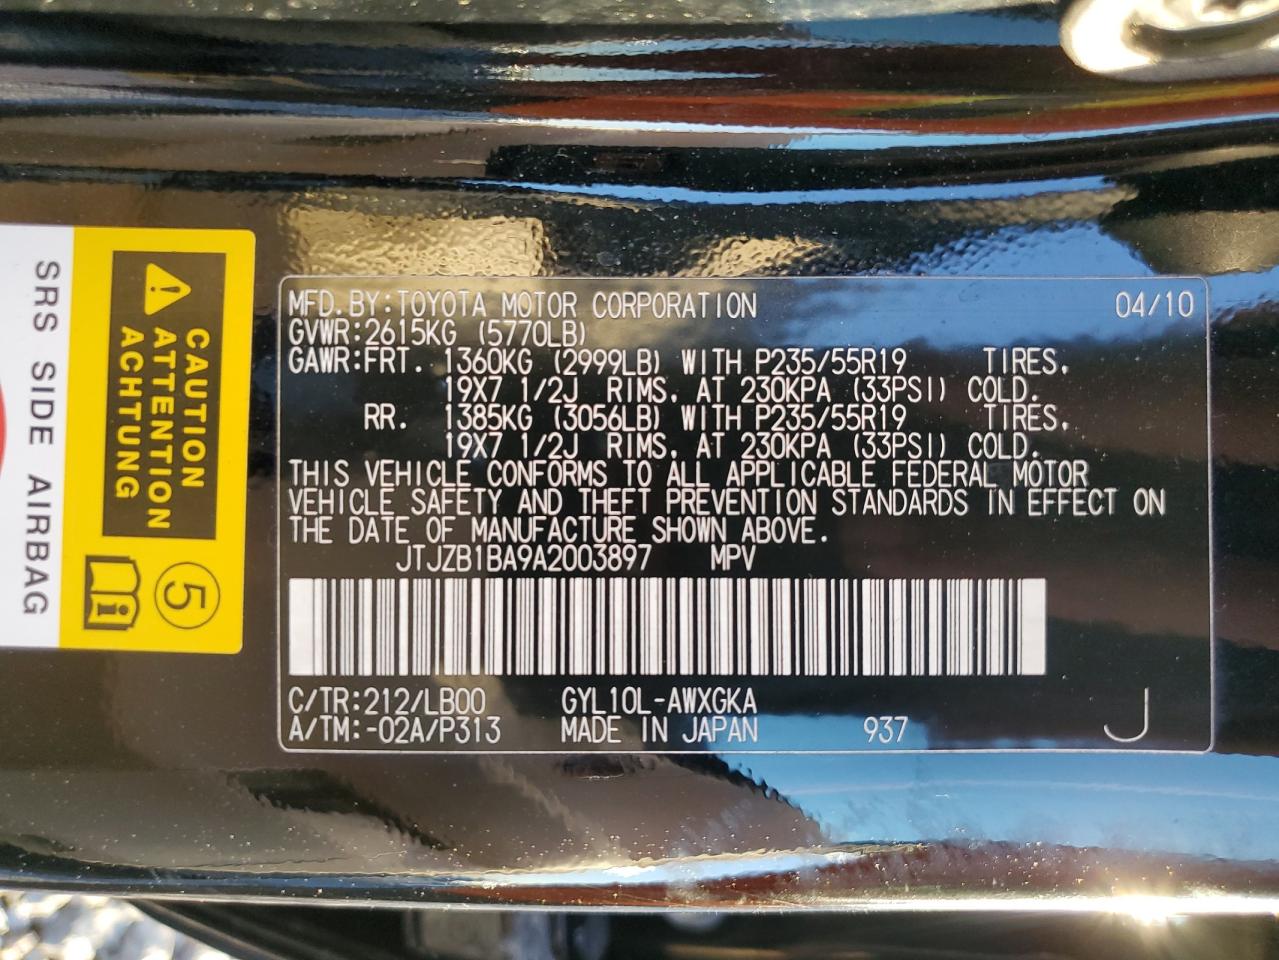 MFD.BY:TOYOTA MOTOR CORPORATION 04/10
GVWR:2615KG (5770LB)
GAWR:FRT. 1360KG (2999LB) WITH P235/55R19 TIRES.
19X7 1/2J RIMS. AT 230KPA (33PSI) COLD.
RR. 1385KG (3056LB) WITH P235/55R19 TIRES.
19X7 1/2J RIMS. AT 230KPA (33PSI) COLD.
THIS VEHICLE CONFORMS TO ALL APPLICABLE FEDERAL MOTOR
VEHICLE SAFETY AND THEFT PREVENTION STANDARDS IN EFFECT ON
THE DATE OF MANUFACTURE SHOWN ABOVE.
JTJZB1BA9A2003897 MPV
C/TR:212/LB00 GYL10L-AWXGKA
A/TM:-02A/P313 MADE IN JAPAN 937 J
CAUTION
ATTENTION
ACHTUNG
5
SRS SIDE AIRBAG